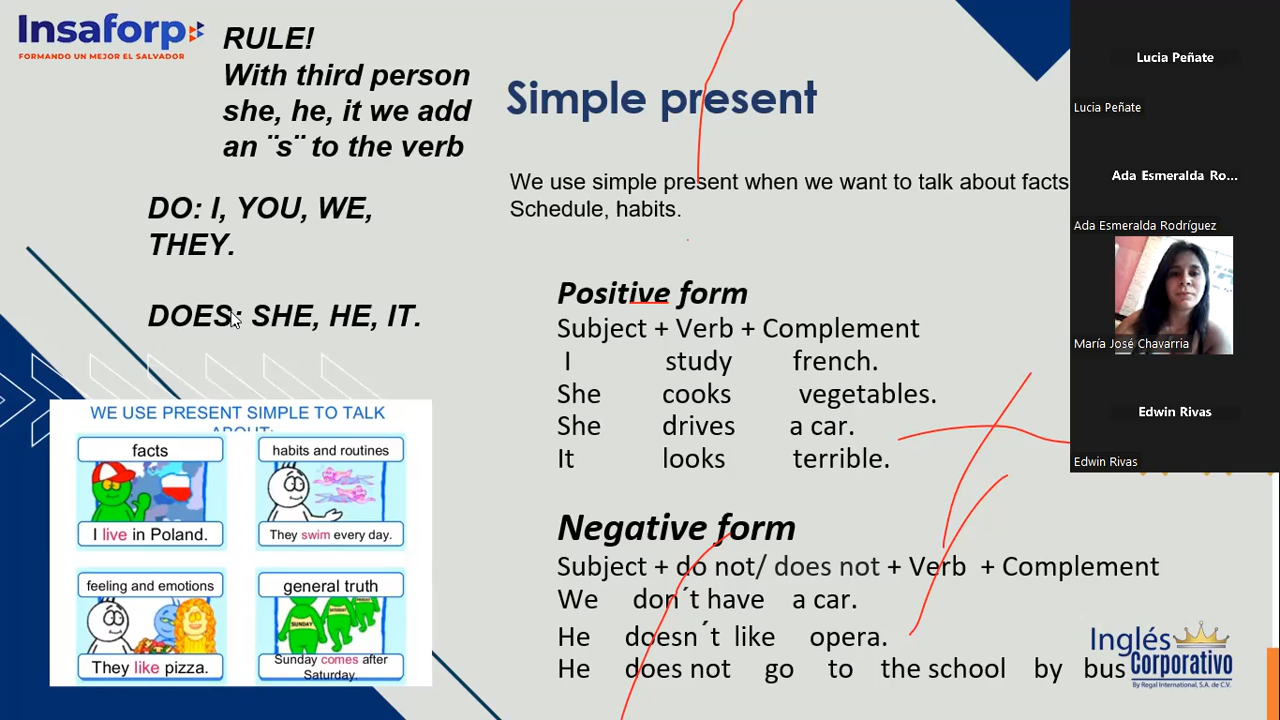 Insaforp
FORMANDO UN MEJOR EL SALVADOR
RULE!
With third person
she, he, it we add
an ¨s¨ to the verb
DO: I, YOU, WE,
THEY.
DOES: SHE, HE, IT.
WE USE PRESENT SIMPLE TO TALK
ABOUT:
facts
I live in Poland.
habits and routines
They swim every day.
feeling and emotions
They like pizza.
general truth
SUNDAY
Sunday comes after
Saturday.
Simple present
We use simple present when we want to talk about facts
Schedule, habits.
Positive form
Subject + Verb + Complement
I study french.
She cooks vegetables.
She drives a car.
It looks terrible.
Negative form
Subject + do not/ does not + Verb + Complement
We don´t have a car.
He doesn´t like opera.
He does not go to the school by bus
Lucia Peñate
Lucia Peñate
Ada Esmeralda Ro...
Ada Esmeralda Rodríguez
María José Chavarria
Edwin Rivas
Edwin Rivas
Inglés
Corporativo
By Regal International, S.A. de C.V.